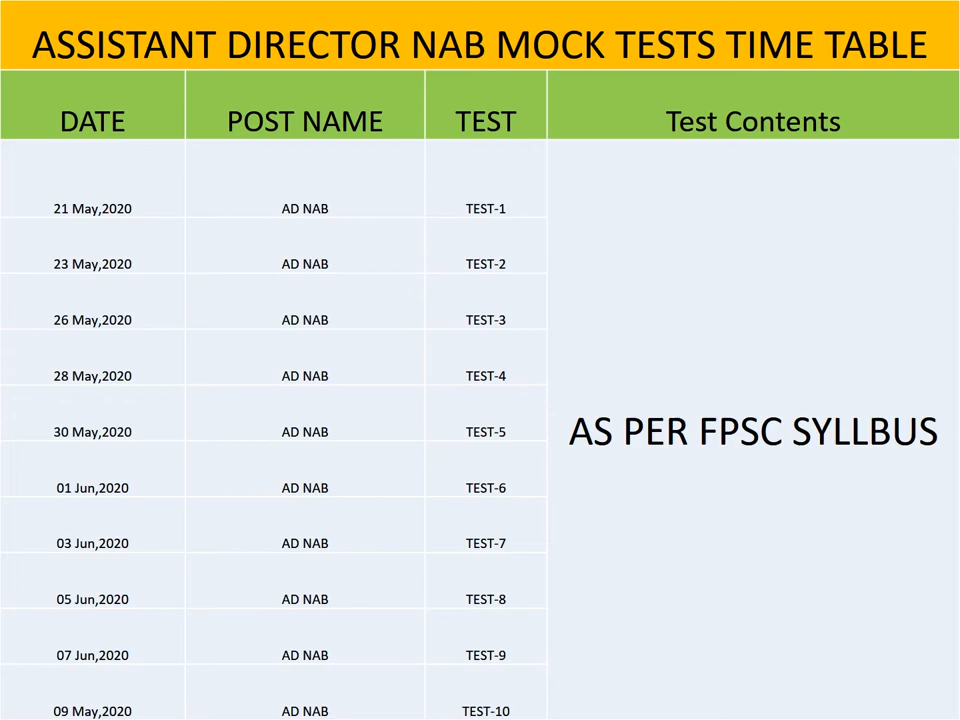 ASSISTANT DIRECTOR NAB MOCK TESTS TIME TABLE
DATE POST NAME TEST Test Contents
21 May,2020 AD NAB TEST-1
23 May,2020 AD NAB TEST-2
26 May,2020 AD NAB TEST-3
28 May,2020 AD NAB TEST-4
30 May,2020 AD NAB TEST-5
AS PER FPSC SYLLBUS
01 Jun,2020 AD NAB TEST-6
03 Jun,2020 AD NAB TEST-7
05 Jun,2020 AD NAB TEST-8
07 Jun,2020 AD NAB TEST-9
09 May,2020 AD NAB TEST-10